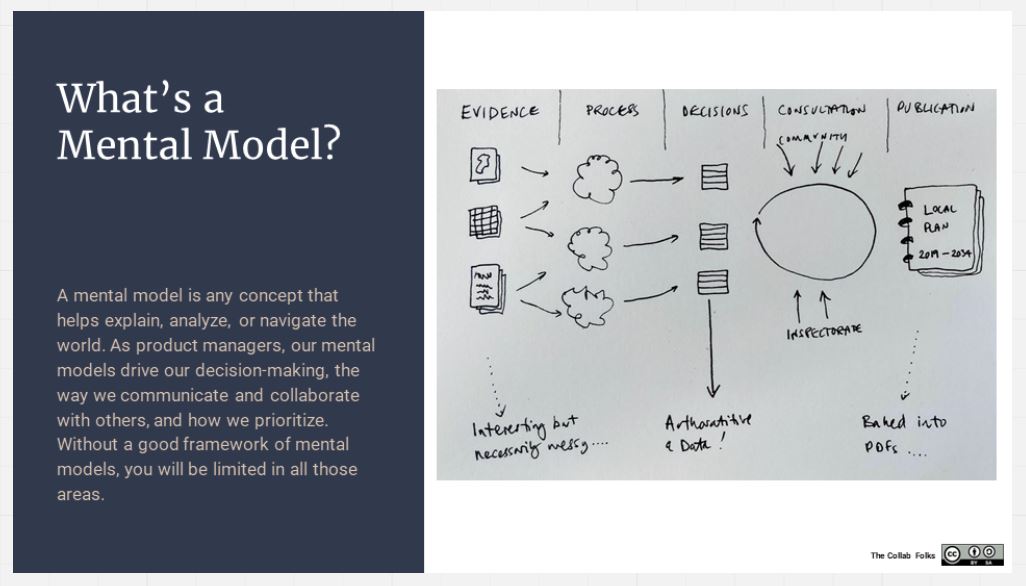 What's a
Mental Model?
A mental model is any concept that
helps explain, analyze, or navigate the
world. As product managers, our mental
models drive our decision-making, the
way we communicate and collaborate
with others, and how we prioritize.
Without a good framework of mental
models, you will be limited in all those
areas.
EVIDENCE
PROCESS
DECISIONS
CONSULTATION
PUBLICATION
COMMUNITY
LOCAL
PLAN
2019-2034
INSPECTORATE
Interesting but
necessarily messy....
Authoratitive
& Data!
Baked into
PDFs ....
The Collab Folks
cc
BY SA